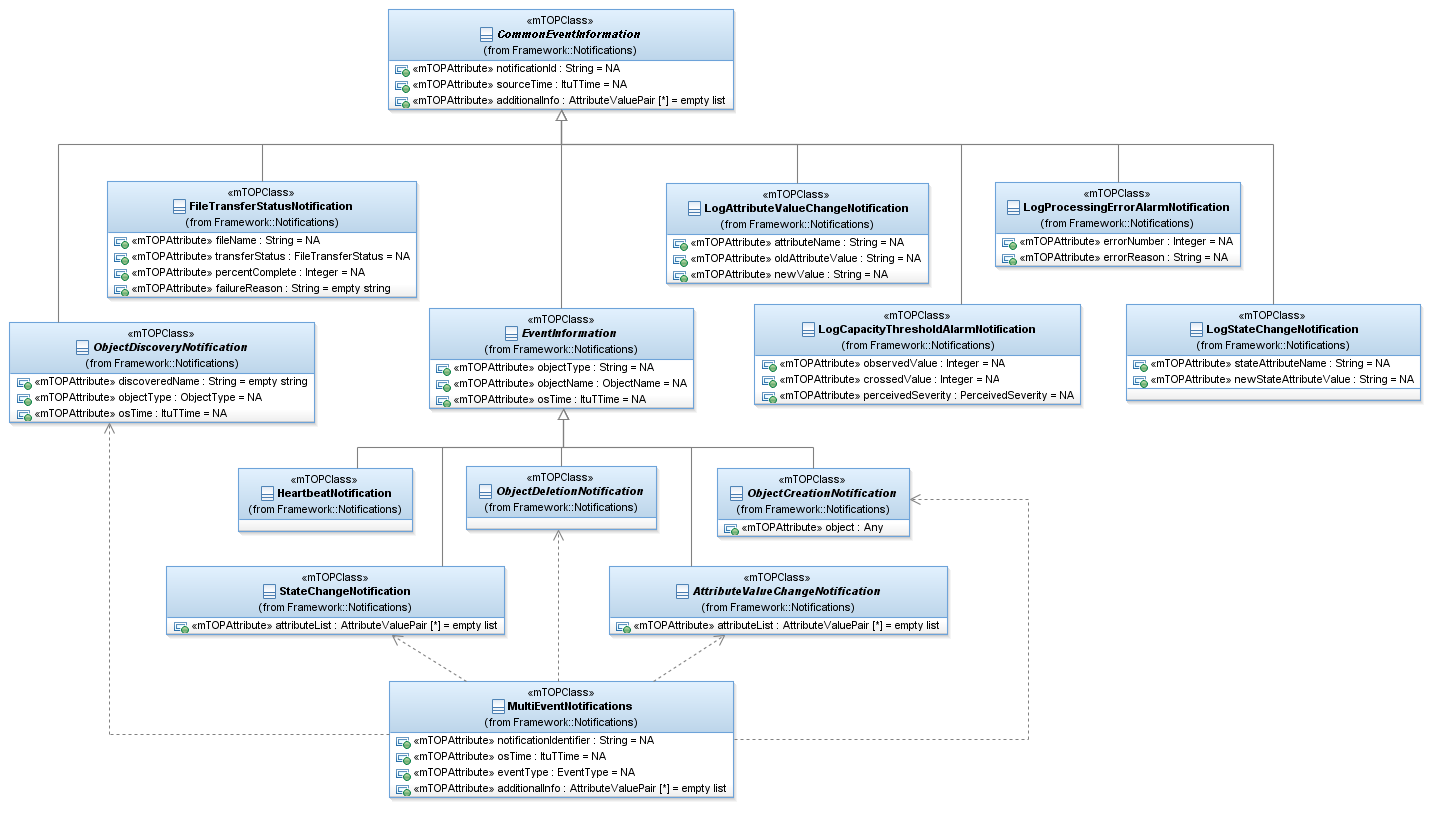 «mTOPClass»
CommonEventInformation
(from Framework::Notifications)
«mTOPAttribute» notificationId : String = NA
«mTOPAttribute» sourceTime : ItuTTime = NA
«mTOPAttribute» additionalInfo : AttributeValuePair [*] = empty list
«mTOPClass»
FileTransferStatusNotification
(from Framework::Notifications)
«mTOPAttribute» fileName : String = NA
«mTOPAttribute» transferStatus : FileTransferStatus = NA
«mTOPAttribute» percentComplete : Integer = NA
«mTOPAttribute» failureReason : String = empty string
«mTOPClass»
LogAttributeValueChangeNotification
(from Framework::Notifications)
«mTOPAttribute» attributeName : String = NA
«mTOPAttribute» oldAttributeValue : String = NA
«mTOPAttribute» newValue : String = NA
«mTOPClass»
LogProcessingErrorAlarmNotification
(from Framework::Notifications)
«mTOPAttribute» errorNumber : Integer = NA
«mTOPAttribute» errorReason : String = NA
«mTOPClass»
ObjectDiscoveryNotification
(from Framework::Notifications)
«mTOPAttribute» discoveredName : String = empty string
«mTOPAttribute» objectType : ObjectType = NA
«mTOPAttribute» osTime : ItuTTime = NA
«mTOPClass»
EventInformation
(from Framework::Notifications)
«mTOPAttribute» objectType : String = NA
«mTOPAttribute» objectName : ObjectName = NA
«mTOPAttribute» osTime : ItuTTime = NA
«mTOPClass»
LogCapacityThresholdAlarmNotification
(from Framework::Notifications)
«mTOPAttribute» observedValue : Integer = NA
«mTOPAttribute» crossedValue : Integer = NA
«mTOPAttribute» perceivedSeverity : PerceivedSeverity = NA
«mTOPClass»
LogStateChangeNotification
(from Framework::Notifications)
«mTOPAttribute» stateAttributeName : String = NA
«mTOPAttribute» newStateAttributeValue : String = NA
«mTOPClass»
HeartbeatNotification
(from Framework::Notifications)
«mTOPClass»
ObjectDeletionNotification
(from Framework::Notifications)
«mTOPClass»
ObjectCreationNotification
(from Framework::Notifications)
«mTOPAttribute» object : Any
«mTOPClass»
StateChangeNotification
(from Framework::Notifications)
«mTOPAttribute» attributeList : AttributeValuePair [*] = empty list
«mTOPClass»
AttributeValueChangeNotification
(from Framework::Notifications)
«mTOPAttribute» attributeList : AttributeValuePair [*] = empty list
«mTOPClass»
MultiEventNotifications
(from Framework::Notifications)
«mTOPAttribute» notificationIdentifier : String = NA
«mTOPAttribute» osTime : ItuTTime = NA
«mTOPAttribute» eventType : EventType = NA
«mTOPAttribute» additionalInfo : AttributeValuePair [*] = empty list